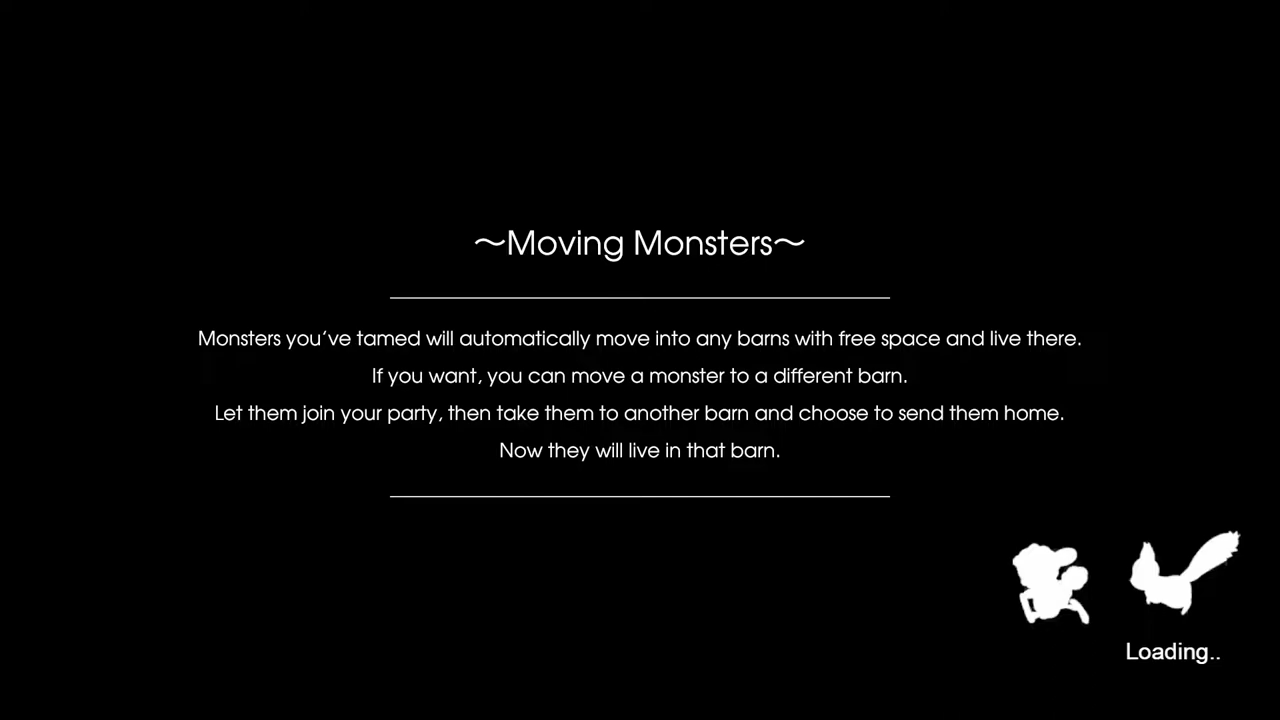 ～Moving Monsters～
Monsters you've tamed will automatically move into any barns with free space and live there.
If you want, you can move a monster to a different barn.
Let them join your party, then take them to another barn and choose to send them home.
Now they will live in that barn.
Loading..